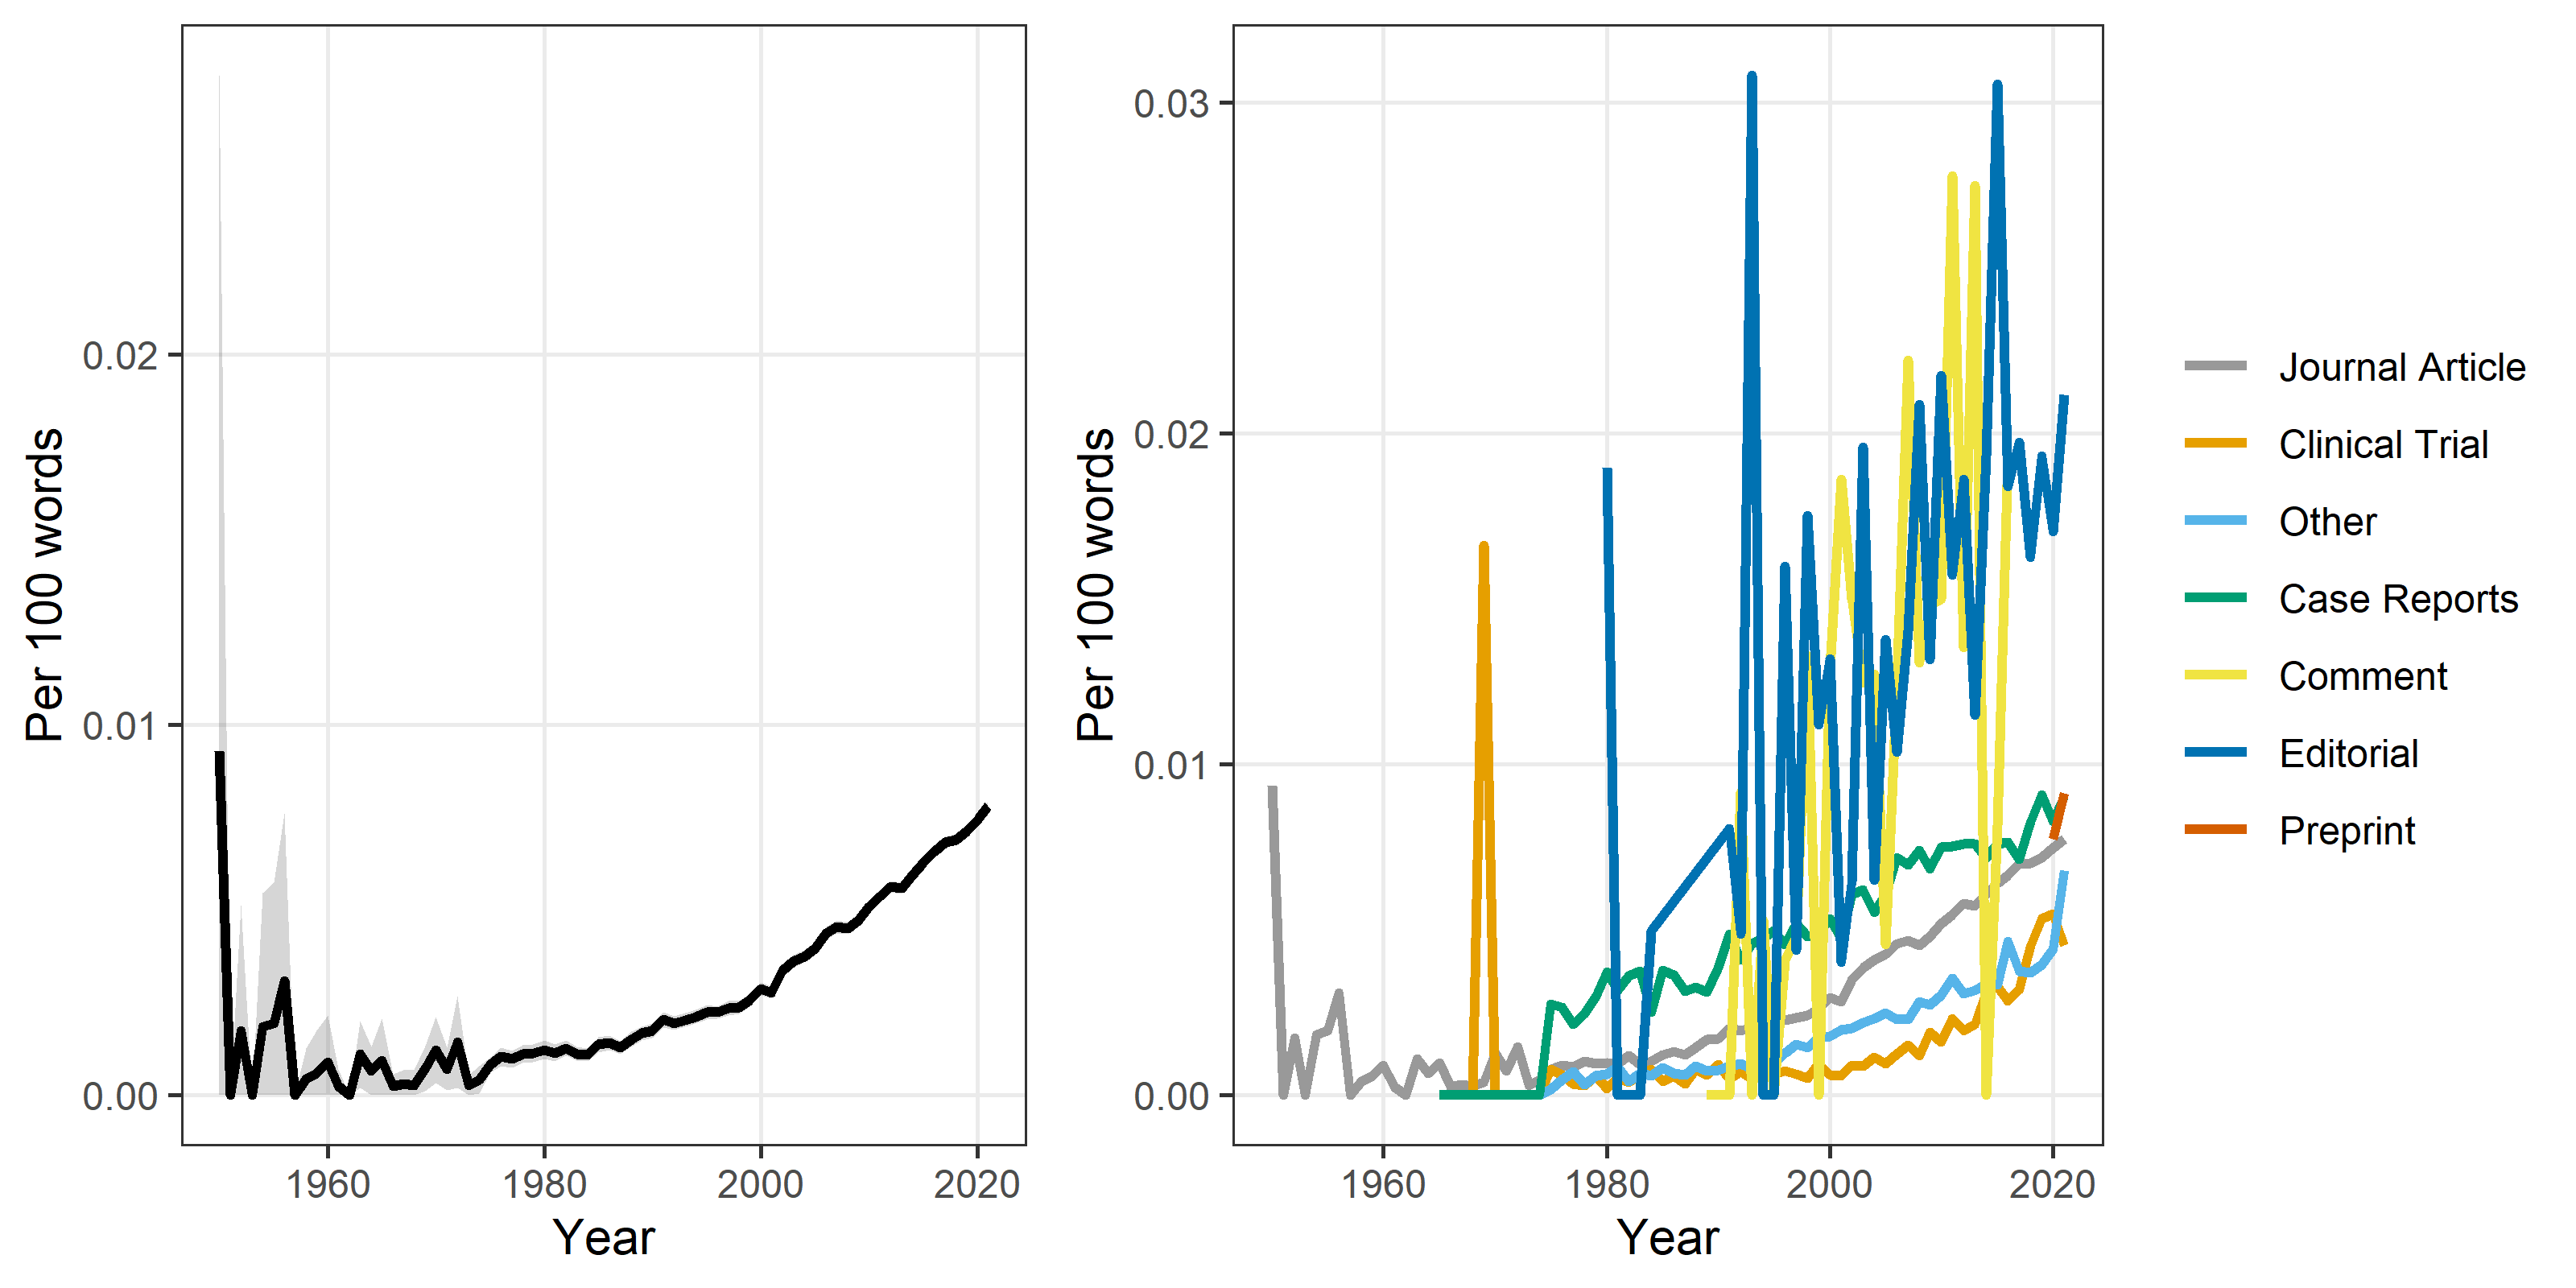 Per 100 words
0.02
0.01
0.00
1960 1980 2000 2020
Year
Per 100 words
0.03
0.02
0.01
0.00
1960 1980 2000 2020
Year
Journal Article
Clinical Trial
Other
Case Reports
Comment
Editorial
Preprint